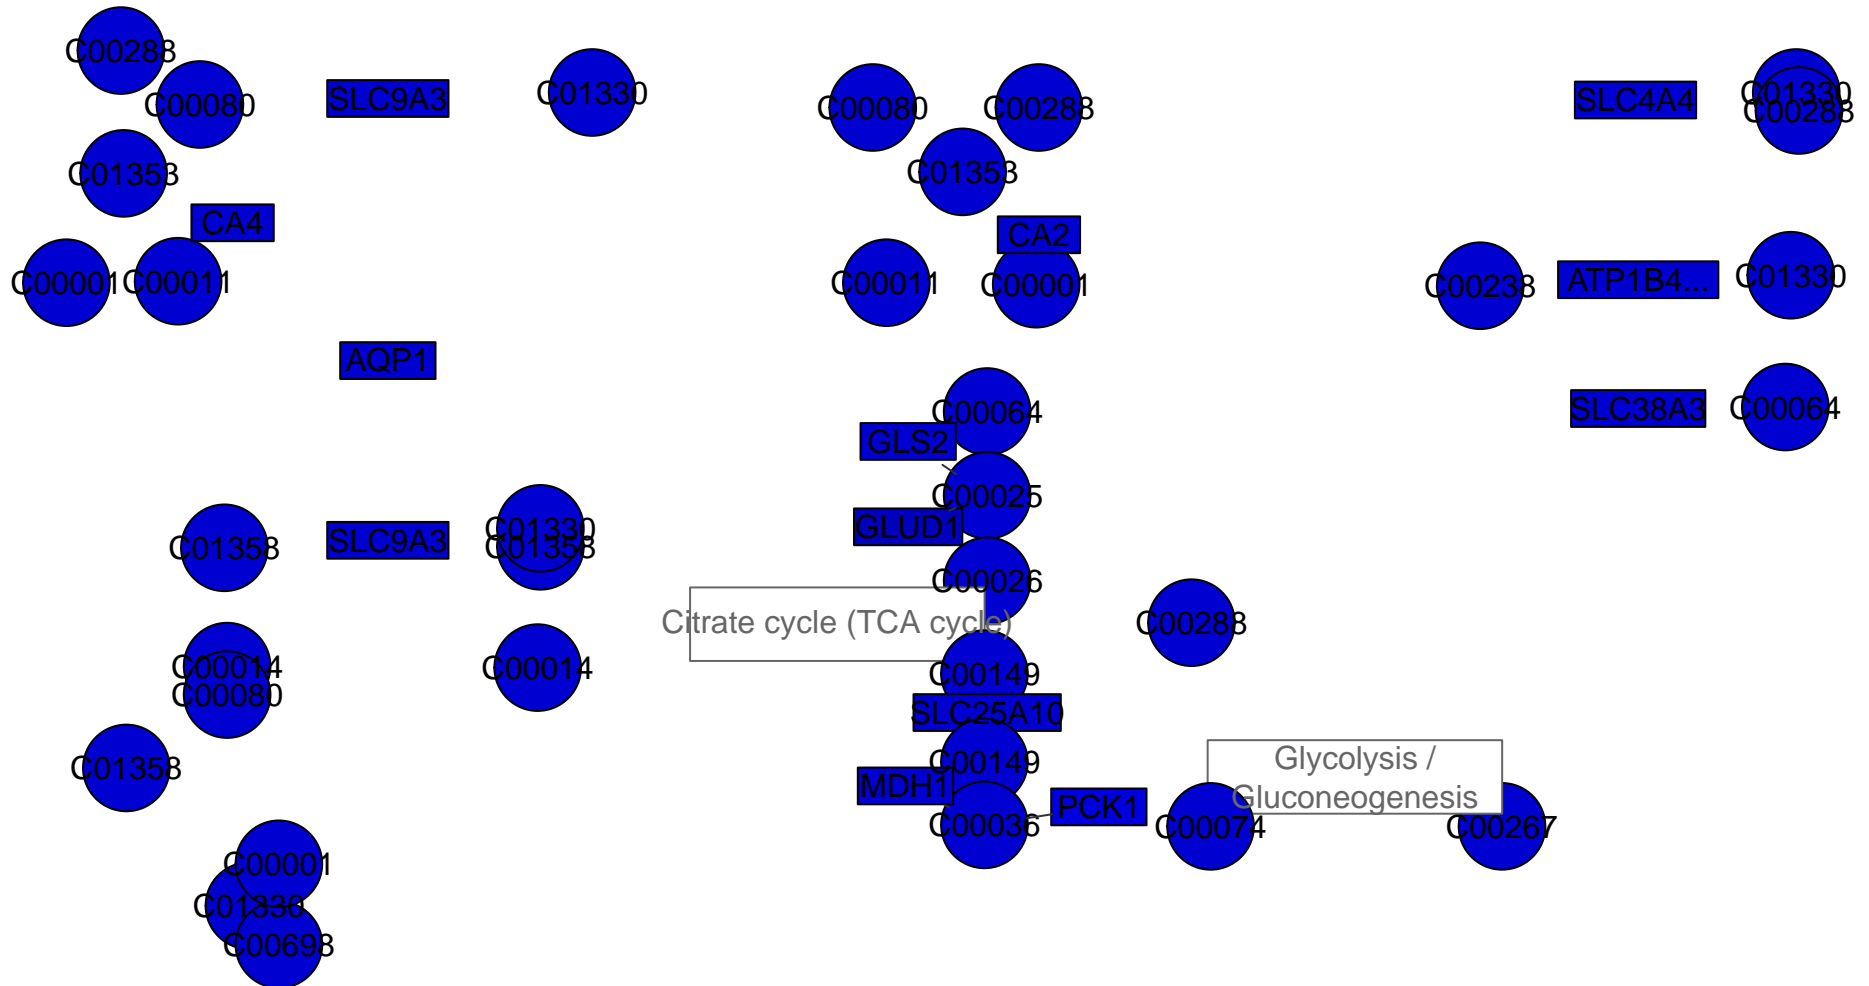 C00288
C00080
SLC9A3
C01330
C00080
C00288
SLC4A4
C01330
C00288
C01353
C01353
CA4
CA2
C00001
C00011
C00011
C00001
C00238
ATP1B4...
C01330
AQP1
C00064
SLC38A3
C00064
GLS2
C00025
GLUD1
C01358
SLC9A3
C01330
C01358
C00026
Citrate cycle (TCA cycle)
C00288
C00014
C00080
C00014
C00149
SLC25A10
C01358
C00149
MDH1
Glycolysis /
Gluconeogenesis
C00036
PCK1
C00074
C00267
C00001
C01330
C00698